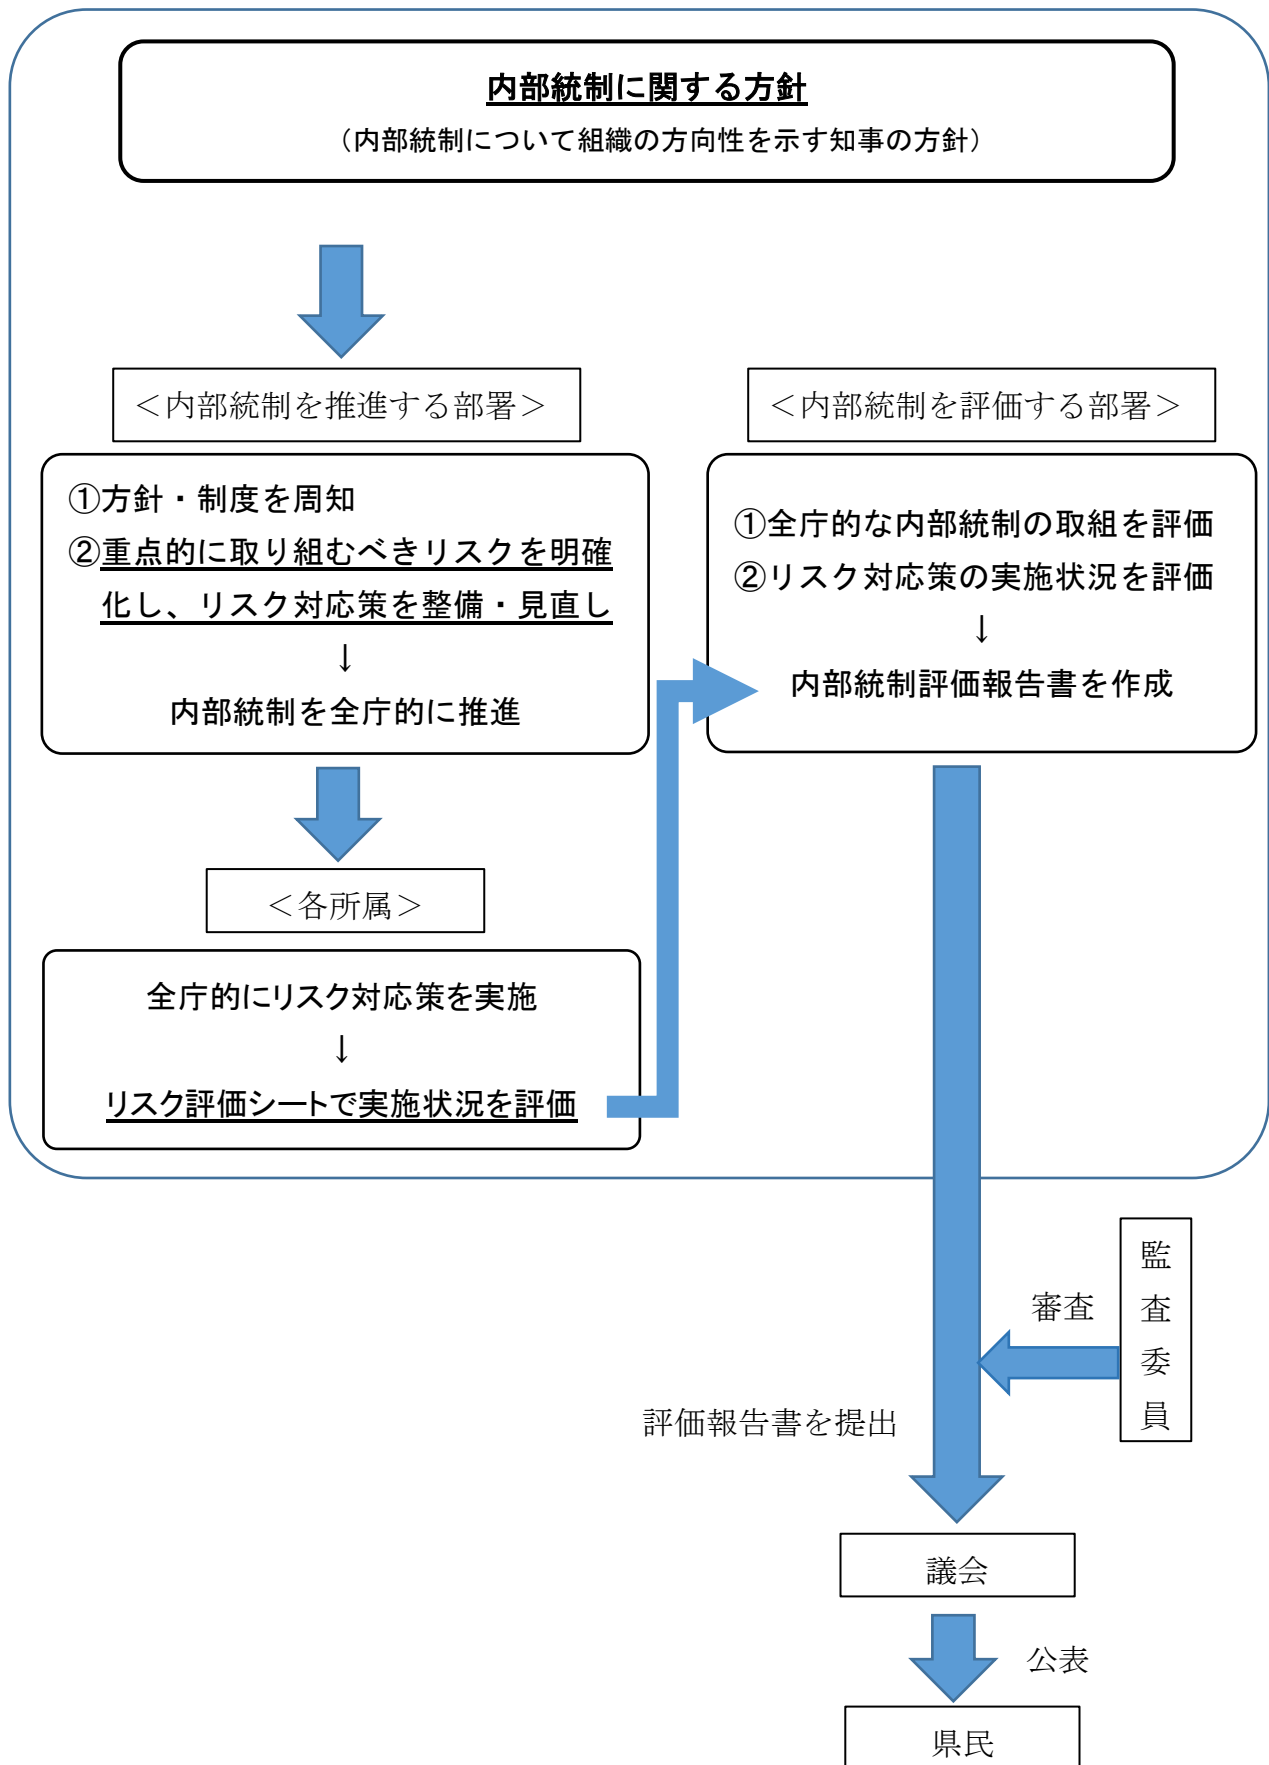 内部統制に関する方針
（内部統制について組織の方向性を示す知事の方針）
＜内部統制を推進する部署＞
①方針・制度を周知
②重点的に取り組むべきリスクを明確
化し、リスク対応策を整備・見直し
↓
内部統制を全庁的に推進
＜各所属＞
全庁的にリスク対応策を実施
↓
リスク評価シートで実施状況を評価
＜内部統制を評価する部署＞
①全庁的な内部統制の取組を評価
②リスク対応策の実施状況を評価
↓
内部統制評価報告書を作成
監査委員
審査
評価報告書を提出
議会
公表
県民